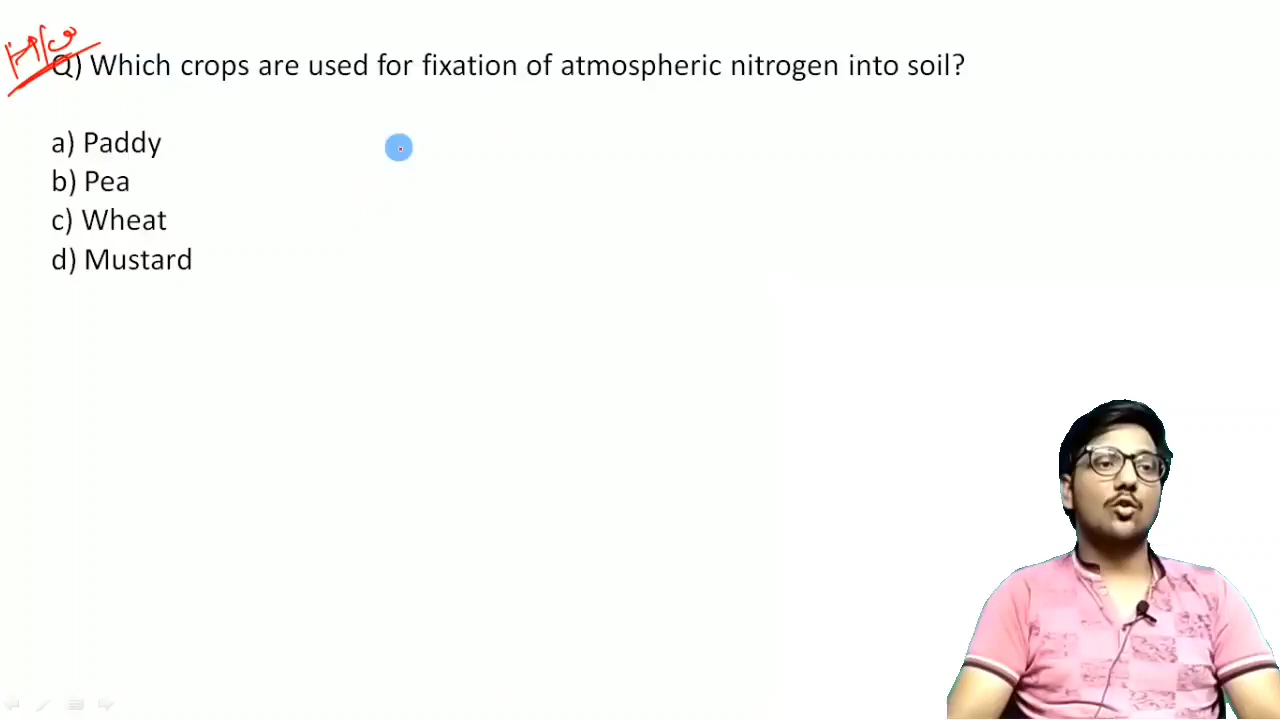 Q) Which crops are used for fixation of atmospheric nitrogen into soil?
a) Paddy
b) Pea
c) Wheat
d) Mustard